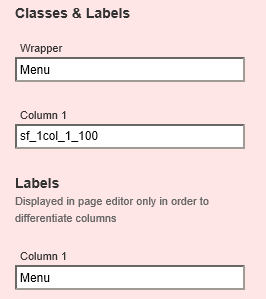 Classes & Labels
Wrapper
Menu
Column 1
sf_1col_1_100
Labels
Displayed in page editor only in order to
differentiate columns
Column 1
Menu